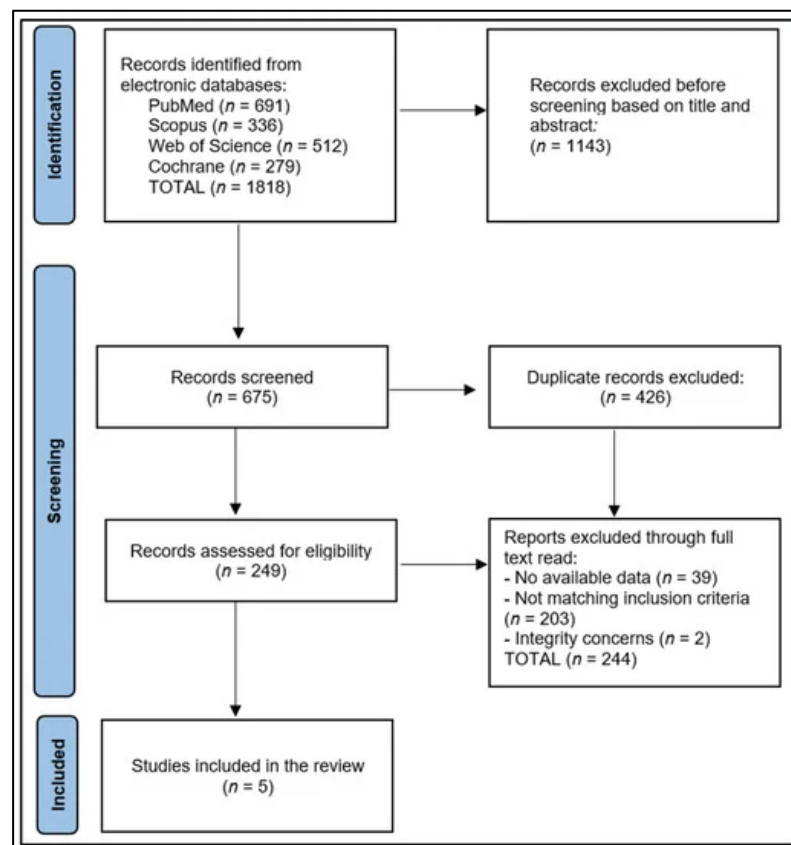 Identification
Records identified from
electronic databases:
PubMed (n = 691)
Scopus (n = 336)
Web of Science (n = 512)
Cochrane (n = 279)
TOTAL (n = 1818)
Records excluded before
screening based on title and
abstract:
(n = 1143)
Screening
Records screened
(n = 675)
Duplicate records excluded:
(n = 426)
Records assessed for eligibility
(n = 249)
Reports excluded through full
text read:
- No available data (n = 39)
- Not matching inclusion criteria
(n = 203)
- Integrity concerns (n = 2)
TOTAL (n = 244)
Included
Studies included in the review
(n = 5)